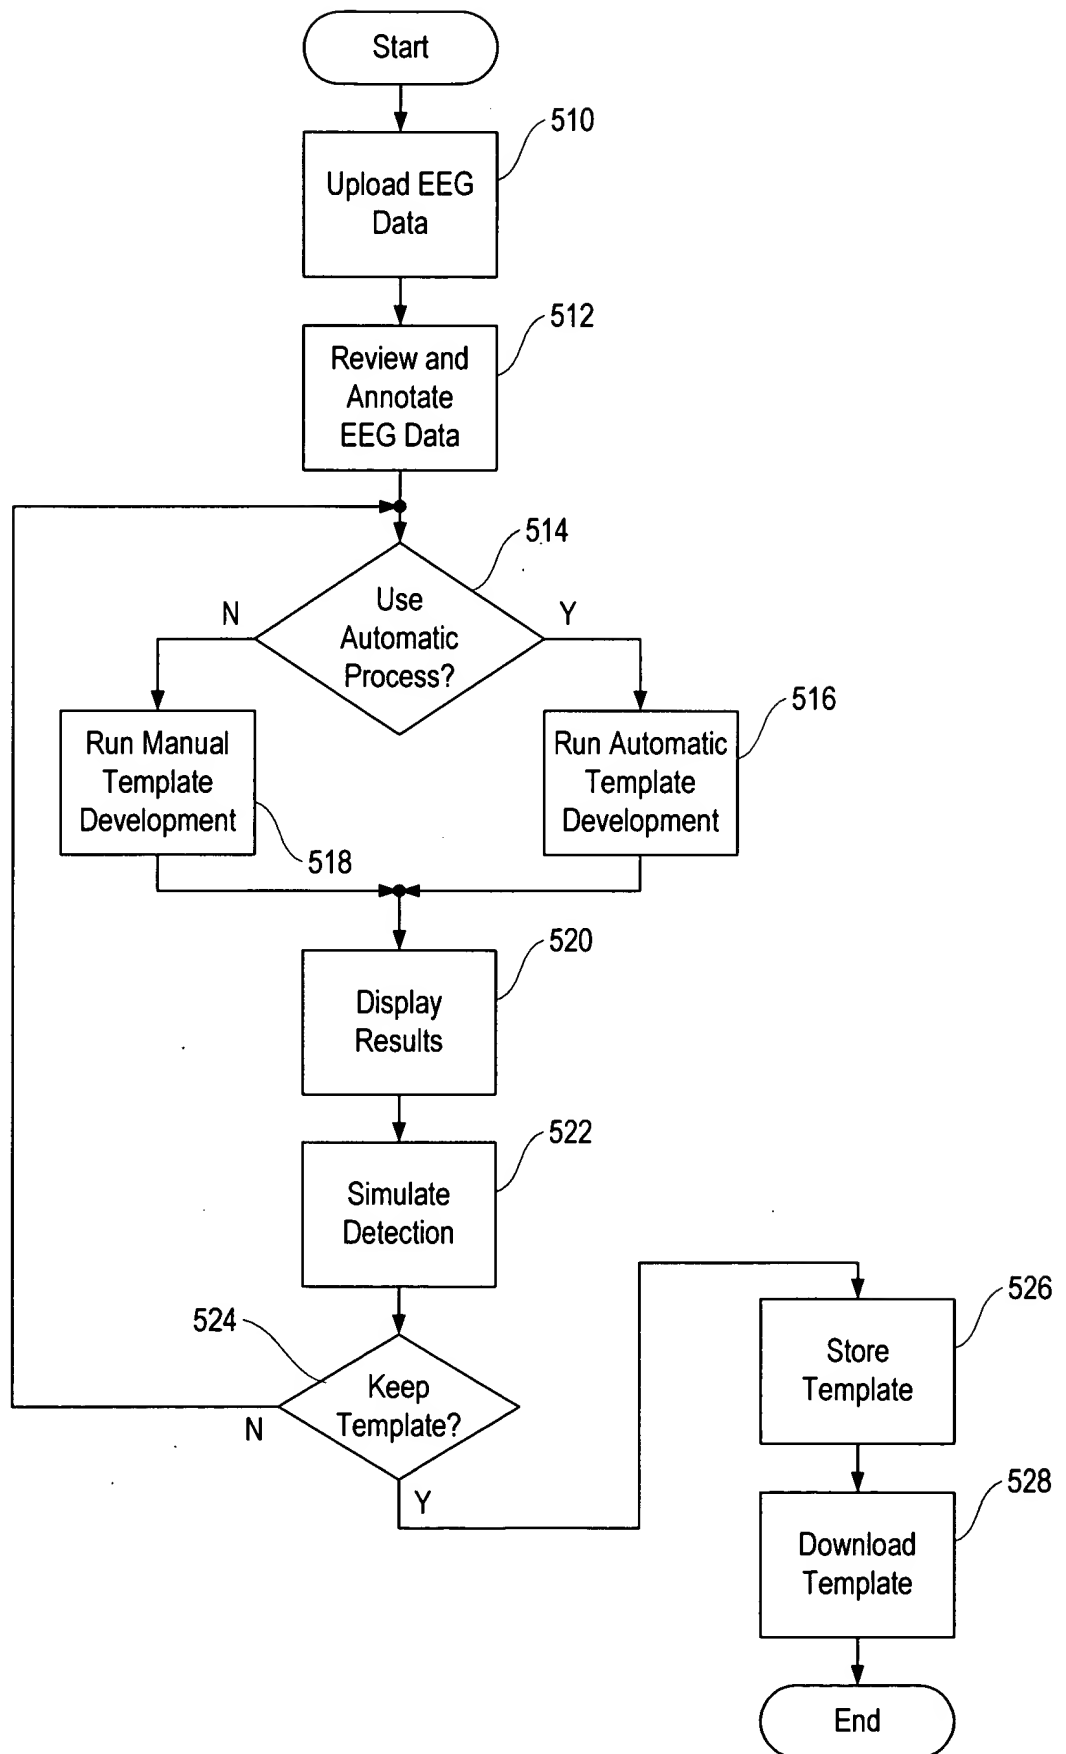 Start
510
Upload EEG
Data
512
Review and
Annotate
EEG Data
514
Use
Automatic
Process?
N
Y
516
Run Manual
Template
Development
518
Run Automatic
Template
Development
520
Display
Results
522
Simulate
Detection
524
Keep
Template?
N
Y
526
Store
Template
528
Download
Template
End